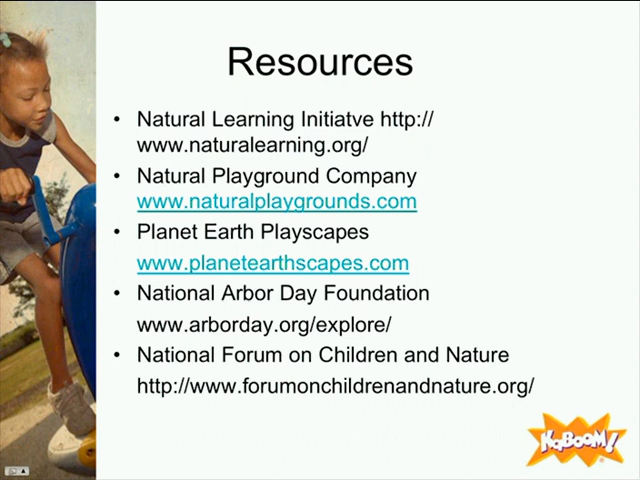 Resources
• Natural Learning Initiatve http://
www.naturalearning.org/
• Natural Playground Company
www.naturalplaygrounds.com
• Planet Earth Playscapes
www.planetearthscapes.com
• National Arbor Day Foundation
www.arborday.org/explore/
• National Forum on Children and Nature
http://www.forumonchildrenandnature.org/
KaBOOM!